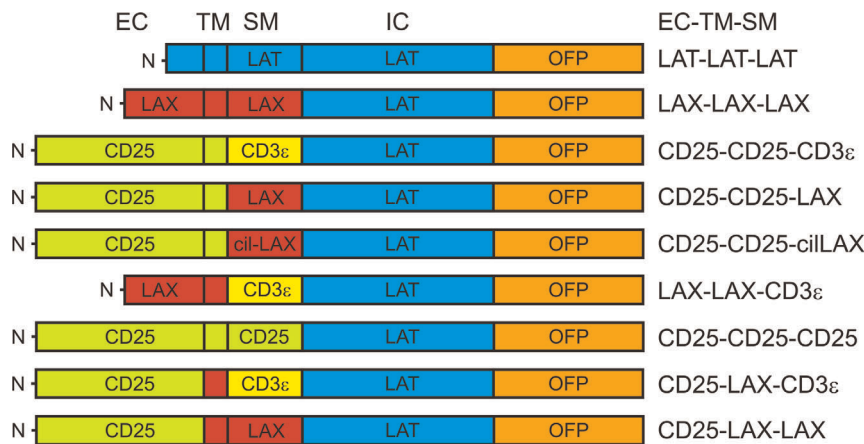 EC TM SM IC EC-TM-SM
N LAT LAT OFP LAT-LAT-LAT
N LAX LAX LAT OFP LAX-LAX-LAX
N CD25 CD3ε LAT OFP CD25-CD25-CD3ε
N CD25 LAX LAT OFP CD25-CD25-LAX
N CD25 cil-LAX LAT OFP CD25-CD25-cilLAX
N LAX CD3ε LAT OFP LAX-LAX-CD3ε
N CD25 CD25 LAT OFP CD25-CD25-CD25
N CD25 CD3ε LAT OFP CD25-LAX-CD3ε
N CD25 LAX LAT OFP CD25-LAX-LAX